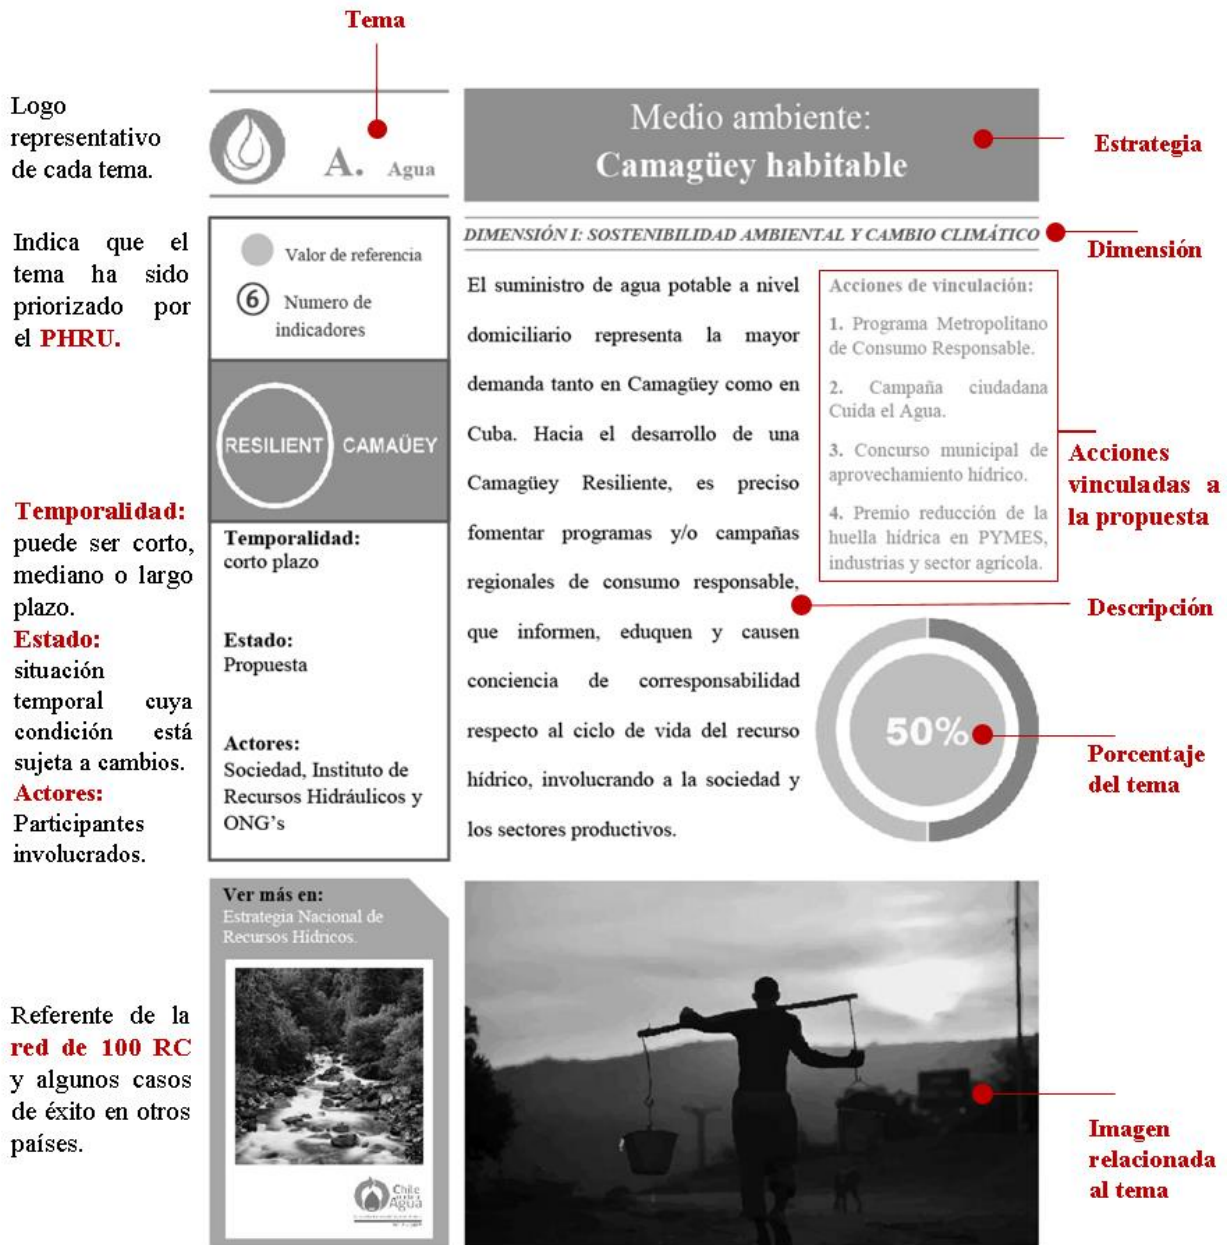 Tema
Logo
representativo
de cada tema.
A. Agua
Medio ambiente:
Camagüey habitable
Estrategia
Indica que el
tema ha sido
priorizado por
el PHRU.
Valor de referencia
6 Numero de
indicadores
DIMENSIÓN I: SOSTENIBILIDAD AMBIENTAL Y CAMBIO CLIMÁTICO
Dimensión
El suministro de agua potable a nivel
domiciliario representa la mayor
demanda tanto en Camagüey como en
Cuba. Hacia el desarrollo de una
Camagüey Resiliente, es preciso
fomentar programas y/o campañas
regionales de consumo responsable,
que informen, eduquen y causen
conciencia de corresponsabilidad
respecto al ciclo de vida del recurso
hídrico, involucrando a la sociedad y
los sectores productivos.
Acciones de vinculación:
1. Programa Metropolitano
de Consumo Responsable.
2. Campaña ciudadana
Cuida el Agua.
3. Concurso municipal de
aprovechamiento hídrico.
4. Premio reducción de la
huella hídrica en PYMES,
industrias y sector agrícola.
Acciones
vinculadas a
la propuesta
RESILIENT CAMAÜEY
Temporalidad:
puede ser corto,
mediano o largo
plazo.
Estado:
situación
temporal cuya
condición está
sujeta a cambios.
Actores:
Participantes
involucrados.
Temporalidad:
corto plazo
Estado:
Propuesta
Actores:
Sociedad, Instituto de
Recursos Hidráulicos y
ONG's
Descripción
50%
Porcentaje
del tema
Ver más en:
Estrategia Nacional de
Recursos Hídricos.
Chile
Agua
Referente de la
red de 100 RC
y algunos casos
de éxito en otros
países.
Imagen
relacionada
al tema